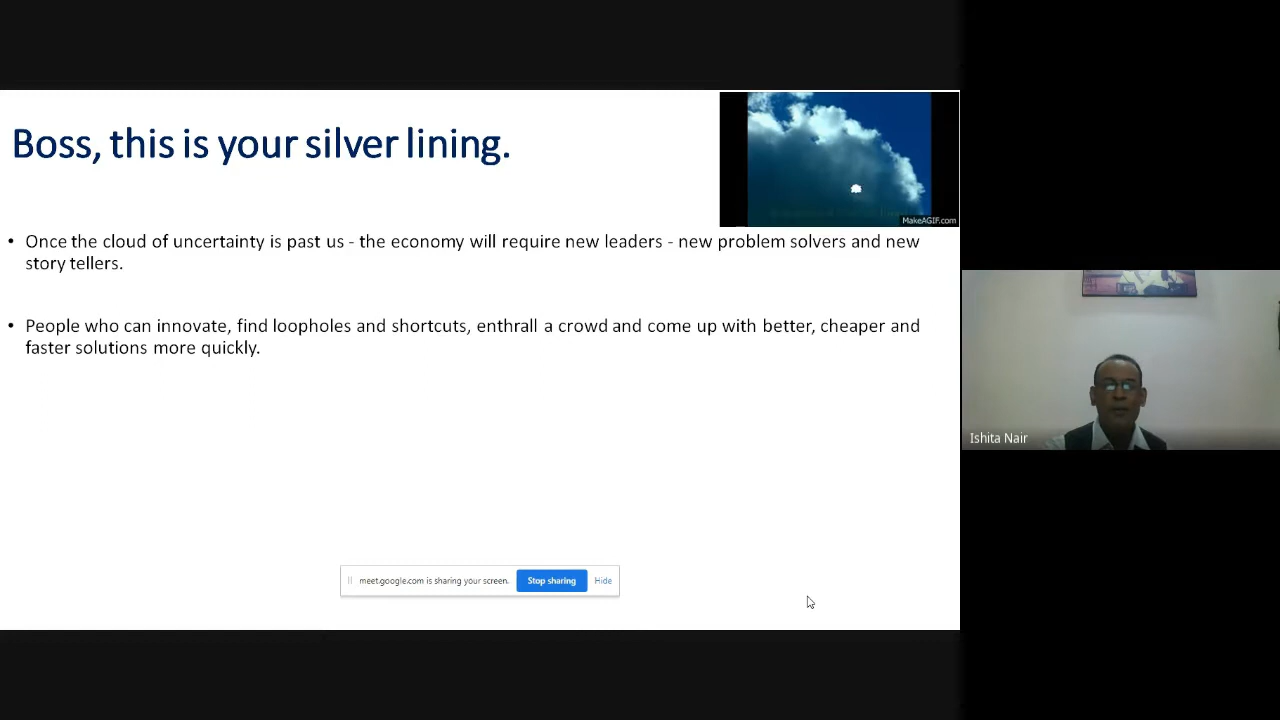 Boss, this is your silver lining.
MakeAGIF.com
• Once the cloud of uncertainty is past us - the economy will require new leaders - new problem solvers and new
story tellers.
• People who can innovate, find loopholes and shortcuts, enthrall a crowd and come up with better, cheaper and
faster solutions more quickly.
Ishita Nair
meet.google.com is sharing your screen. Stop sharing Hide